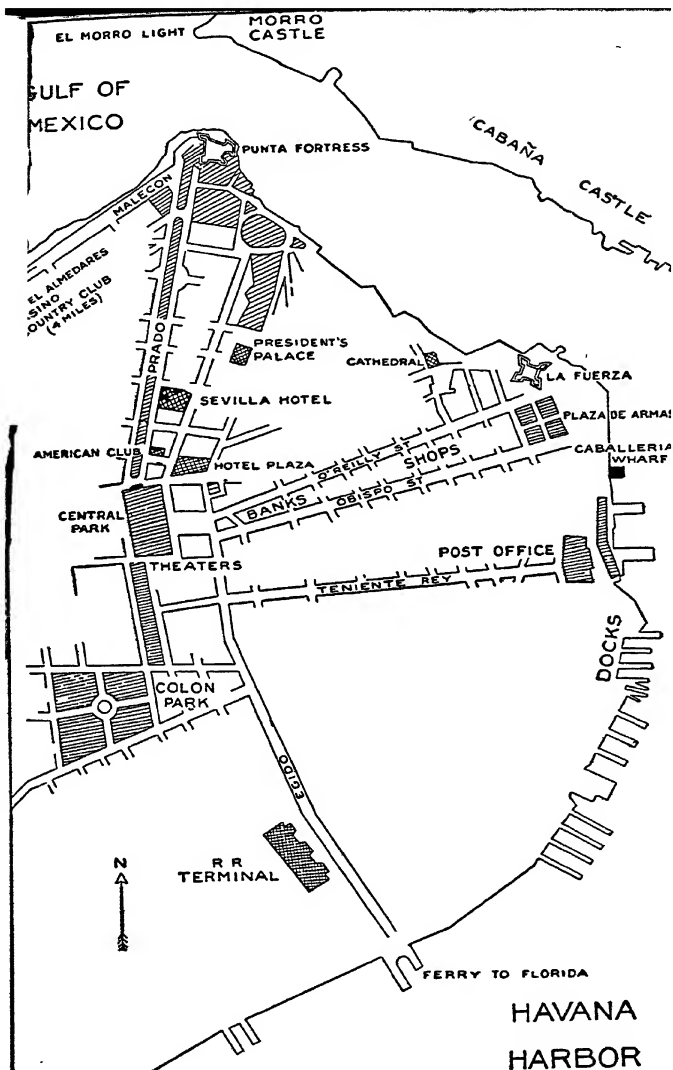 EL MORRO LIGHT
MORRO
CASTLE
GULF OF
MEXICO
CABAÑA
CASTLE
PUNTA FORTRESS
MALECON
EL ALMEDARES
COUNTRY CLUB
(4 MILES)
PRADO
PRESIDENT'S
PALACE
CATHEDRAL
LA FUERZA
SEVILLA HOTEL
PLAZA DE ARMAS
AMERICAN CLUB
HOTEL PLAZA
O'REILLY ST
SHOPS
CABALLERIA
WHARF
BANKS
OBISPO ST
CENTRAL
PARK
POST OFFICE
THEATERS
TENIENTE REY
DOCKS
COLON
PARK
EGIDO
N
R R
TERMINAL
FERRY TO FLORIDA
HAVANA
HARBOR